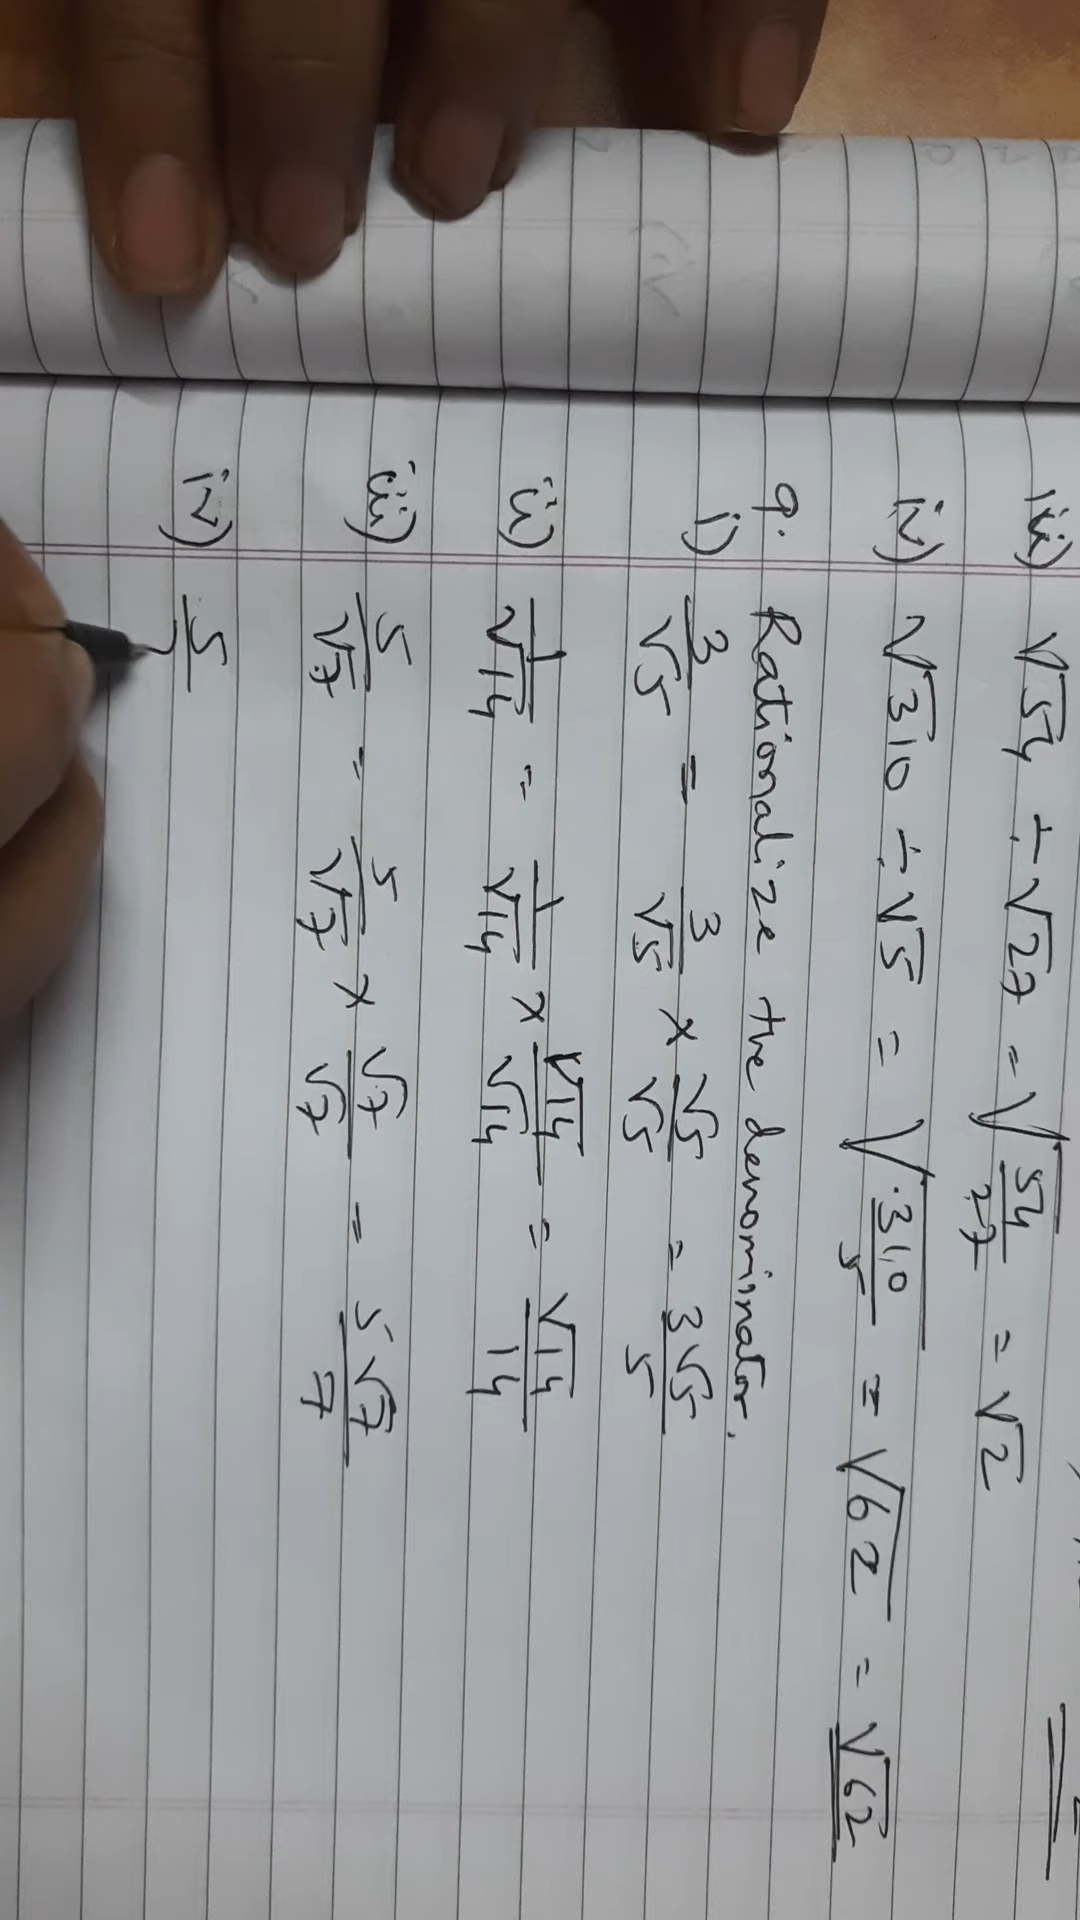 iii) √54 ÷ √27 = √54/27 = √2
iv) √310 ÷ √5 = √310/5 = √62 = √62
9. Rationalize the denominator.
i) 3/√5 = 3/√5 × √5/√5 = 3√5/5
ii) 1/√14 = 1/√14 × √14/√14 = √14/14
iii) 5/√7 = 5/√7 × √7/√7 = 5√7/7
iv) 5/